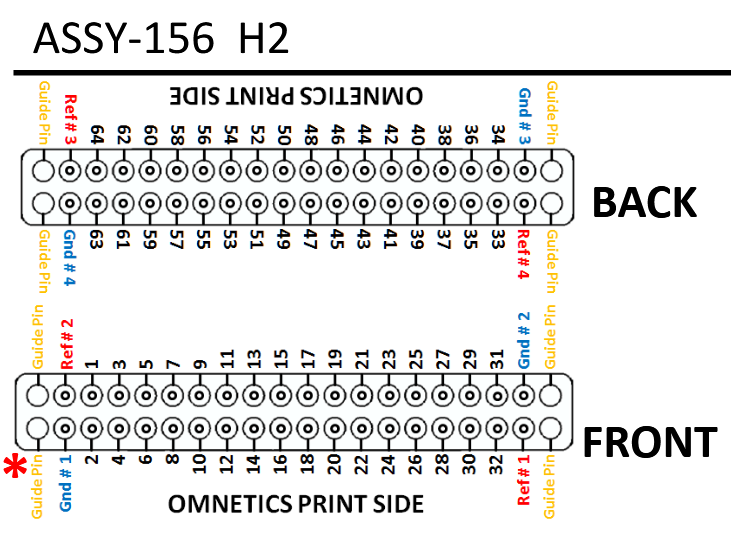 ASSY-156 H2
OMNETICS PRINT SIDE
Guide Pin Ref # 3 64 62 60 58 56 54 52 50 48 46 44 42 40 38 36 34 Gnd # 3 Guide Pin
BACK
Guide Pin Gnd # 4 63 61 59 57 55 53 51 49 47 45 43 41 39 37 35 33 Ref # 4 Guide Pin
Guide Pin Ref # 2 1 3 5 7 9 11 13 15 17 19 21 23 25 27 29 31 Gnd # 2 Guide Pin
FRONT
* Guide Pin Gnd # 1 2 4 6 8 10 12 14 16 18 20 22 24 26 28 30 32 Ref # 1 Guide Pin
OMNETICS PRINT SIDE